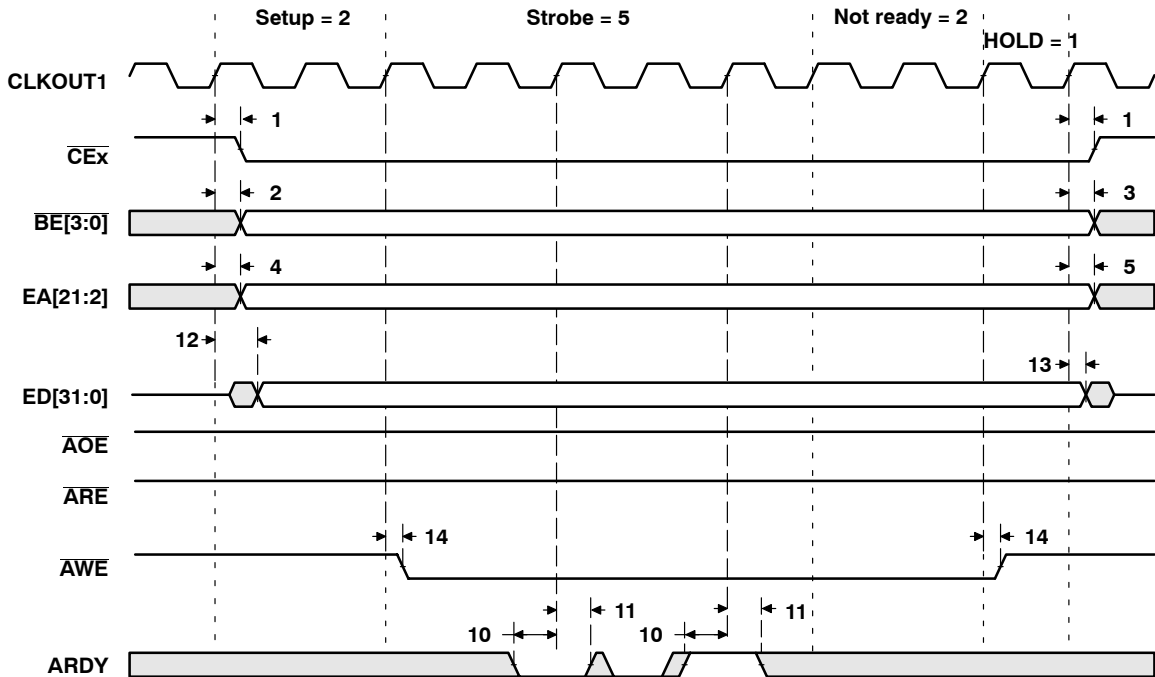 Setup = 2
Strobe = 5
Not ready = 2
HOLD = 1
CLKOUT1
1
1
CEx
2
3
BE[3:0]
4
5
EA[21:2]
12
13
ED[31:0]
AOE
ARE
14
14
AWE
11
11
10
10
ARDY